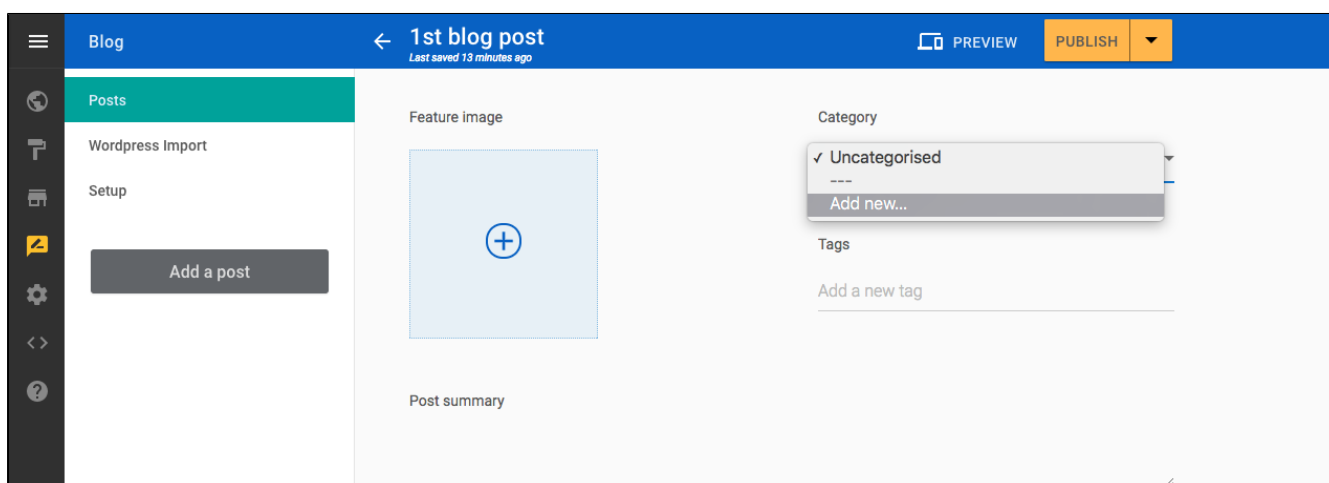 Blog
1st blog post
Last saved 13 minutes ago
PREVIEW
PUBLISH
Posts
Wordpress Import
Setup
Add a post
Feature image
Category
✓ Uncategorised
---
Add new...
Tags
Add a new tag
Post summary